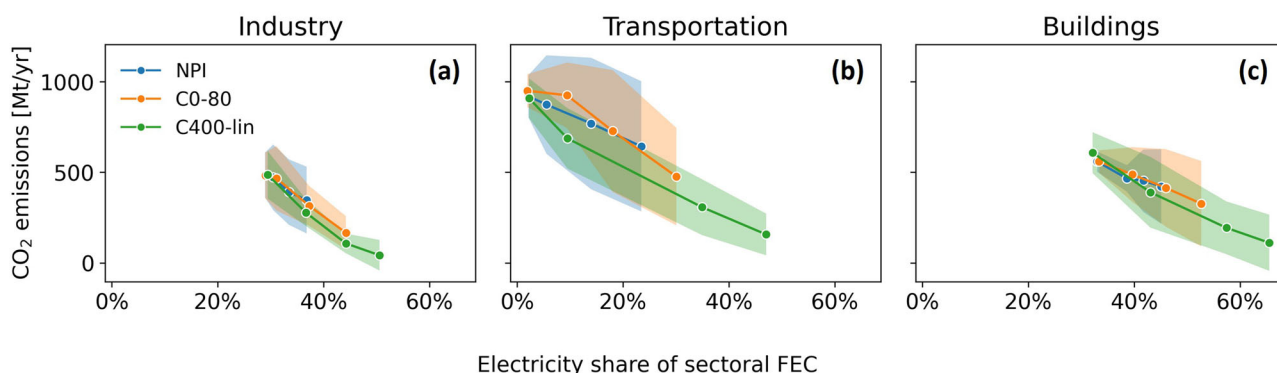 Industry
Transportation
Buildings
CO₂ emissions [Mt/yr]
1000
500
0
NPI
C0-80
C400-lin
(a)
(b)
(c)
0% 20% 40% 60%
0% 20% 40% 60%
0% 20% 40% 60%
Electricity share of sectoral FEC